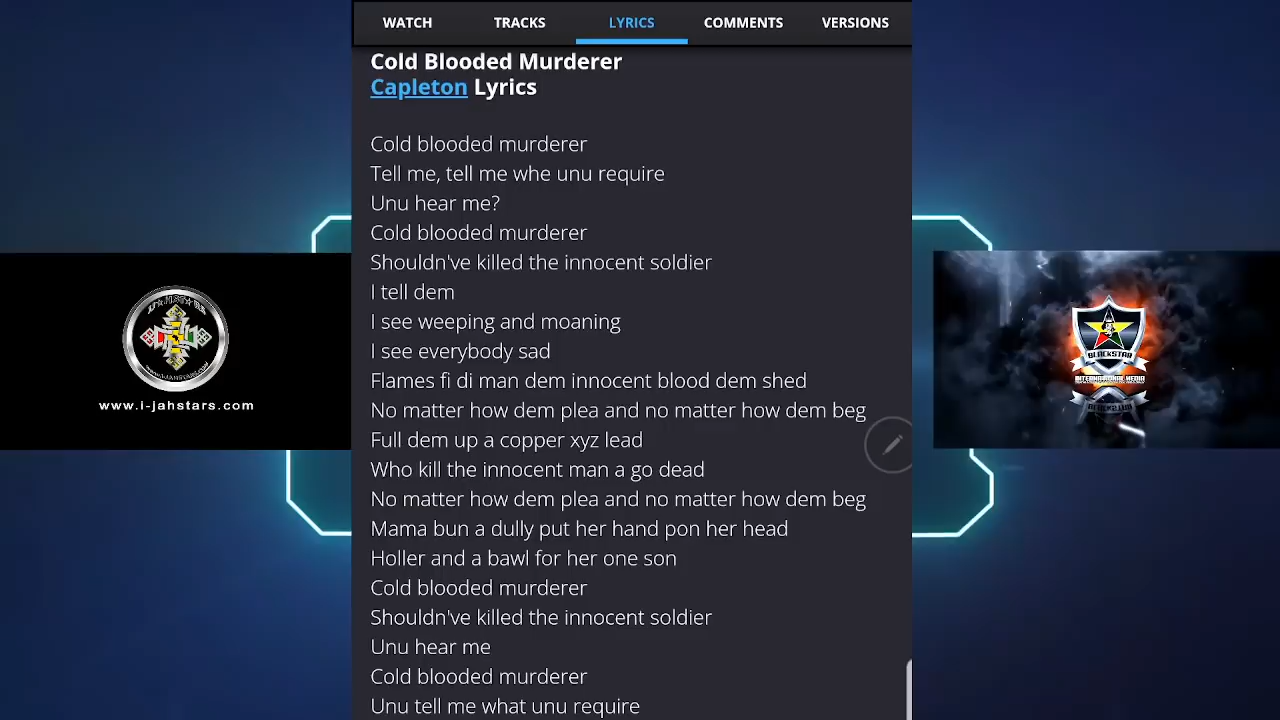 WATCH
TRACKS
LYRICS
COMMENTS
VERSIONS
Cold Blooded Murderer
Capleton Lyrics
Cold blooded murderer
Tell me, tell me whe unu require
Unu hear me?
Cold blooded murderer
Shouldn've killed the innocent soldier
I tell dem
I see weeping and moaning
I see everybody sad
Flames fi di man dem innocent blood dem shed
No matter how dem plea and no matter how dem beg
Full dem up a copper xyz lead
Who kill the innocent man a go dead
No matter how dem plea and no matter how dem beg
Mama bun a dully put her hand pon her head
Holler and a bawl for her one son
Cold blooded murderer
Shouldn've killed the innocent soldier
Unu hear me
Cold blooded murderer
Unu tell me what unu require
www.i-jahstars.com
BLACKSTAR
INTERNATIONAL MEDIA